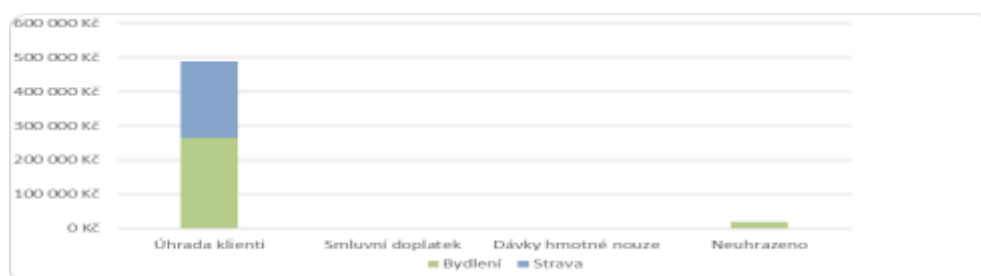 600 000 Kč
500 000 Kč
400 000 Kč
300 000 Kč
200 000 Kč
100 000 Kč
0 Kč
Úhrada klienti Smluvní doplatek Dávky hmotné nouze Neuhrazeno
Bydlení Strava